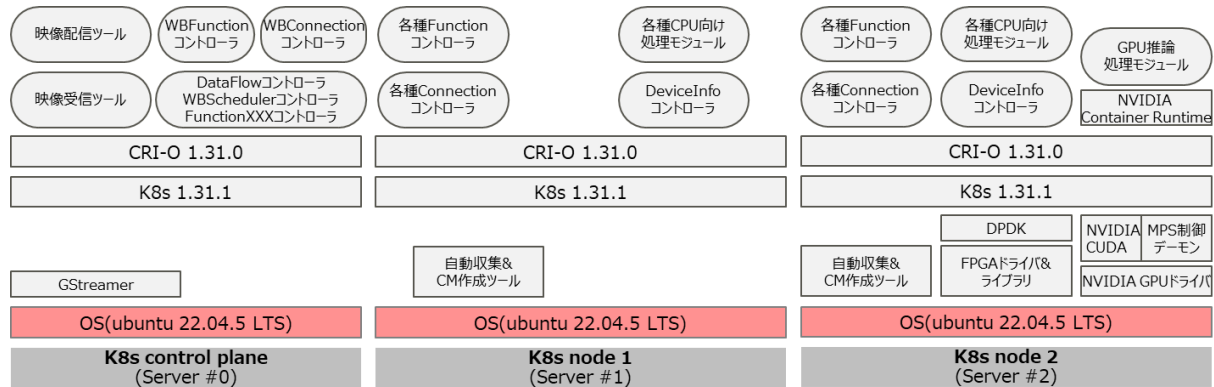 映像配信ツール
WBFunction
コントローラ
WBConnection
コントローラ
映像受信ツール
DataFlowコントローラ
WBSchedulerコントローラ
FunctionXXXコントローラ
CRI-O 1.31.0
K8s 1.31.1
GStreamer
OS(ubuntu 22.04.5 LTS)
K8s control plane
(Server #0)
各種Function
コントローラ
各種CPU向け
処理モジュール
各種Connection
コントローラ
DeviceInfo
コントローラ
CRI-O 1.31.0
K8s 1.31.1
自動収集&
CM作成ツール
OS(ubuntu 22.04.5 LTS)
K8s node 1
(Server #1)
各種Function
コントローラ
各種CPU向け
処理モジュール
GPU推論
処理モジュール
各種Connection
コントローラ
DeviceInfo
コントローラ
NVIDIA
Container Runtime
CRI-O 1.31.0
K8s 1.31.1
DPDK
NVIDIA
CUDA
MPS制御
デーモン
自動収集&
CM作成ツール
FPGAドライバ&
ライブラリ
NVIDIA GPUドライバ
OS(ubuntu 22.04.5 LTS)
K8s node 2
(Server #2)